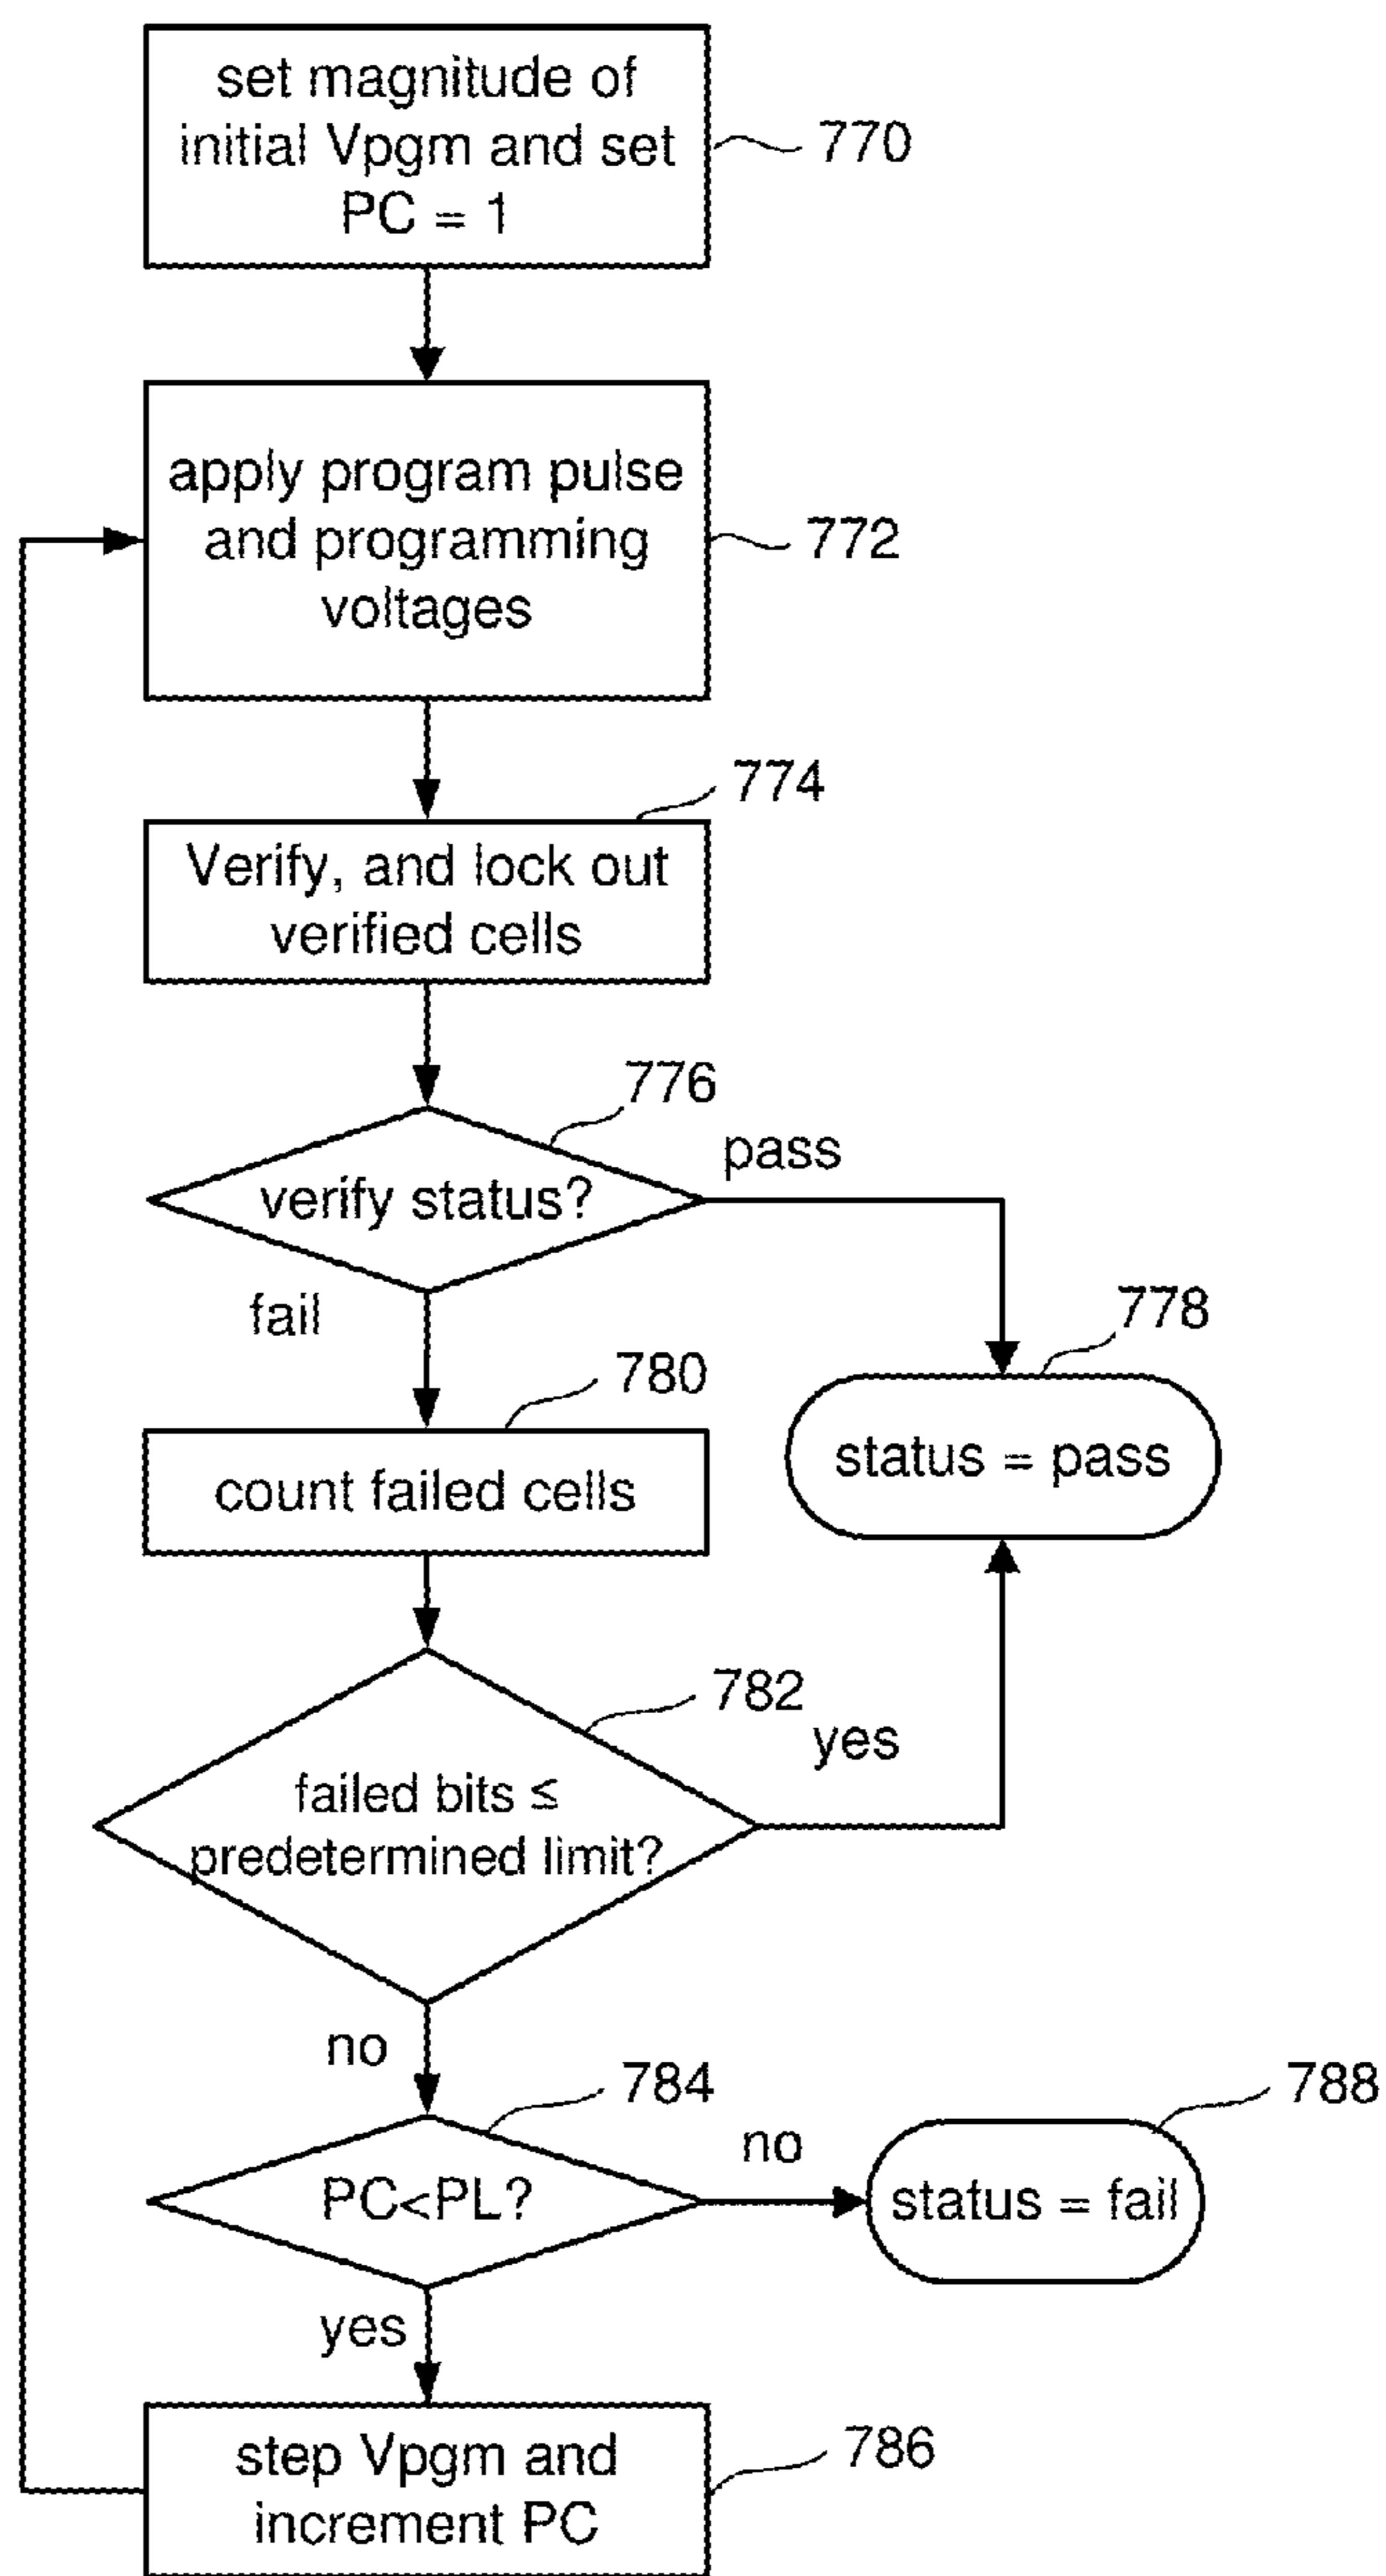 set magnitude of
initial Vpgm and set
PC = 1
770
apply program pulse
and programming
voltages
772
774
Verify, and lock out
verified cells
776
pass
verify status?
fail
778
780
status = pass
count failed cells
782
yes
failed bits ≤
predetermined limit?
no
784
788
no
PC<PL?
status = fail
yes
step Vpgm and
increment PC
786